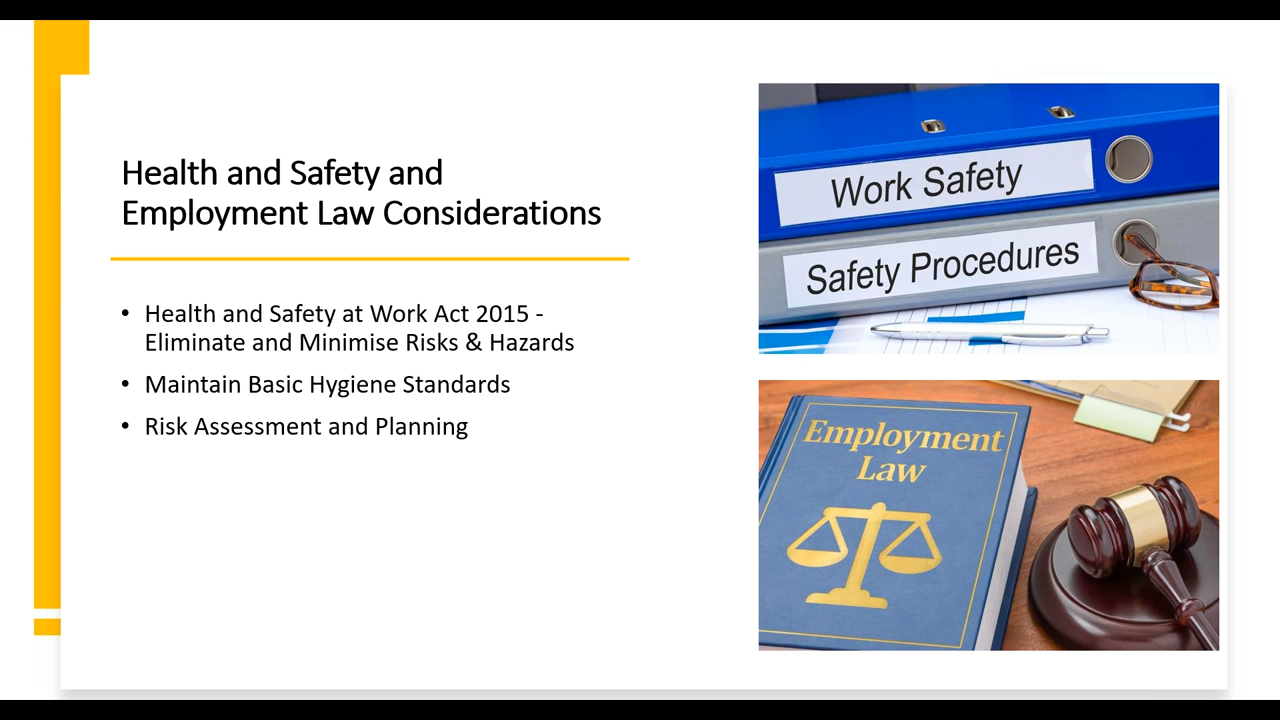 Health and Safety and
Employment Law Considerations
• Health and Safety at Work Act 2015 -
Eliminate and Minimise Risks & Hazards
• Maintain Basic Hygiene Standards
• Risk Assessment and Planning
Work Safety
Safety Procedures
Employment
Law